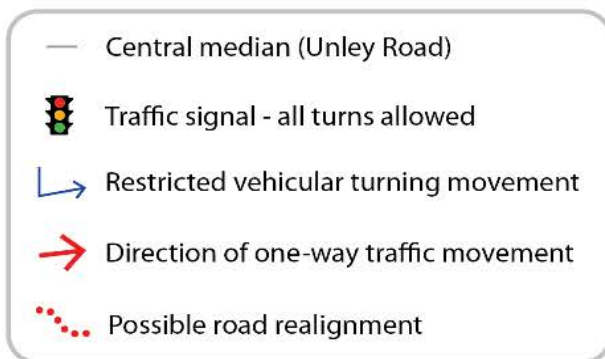 Central median (Unley Road)
Traffic signal - all turns allowed
Restricted vehicular turning movement
Direction of one-way traffic movement
Possible road realignment